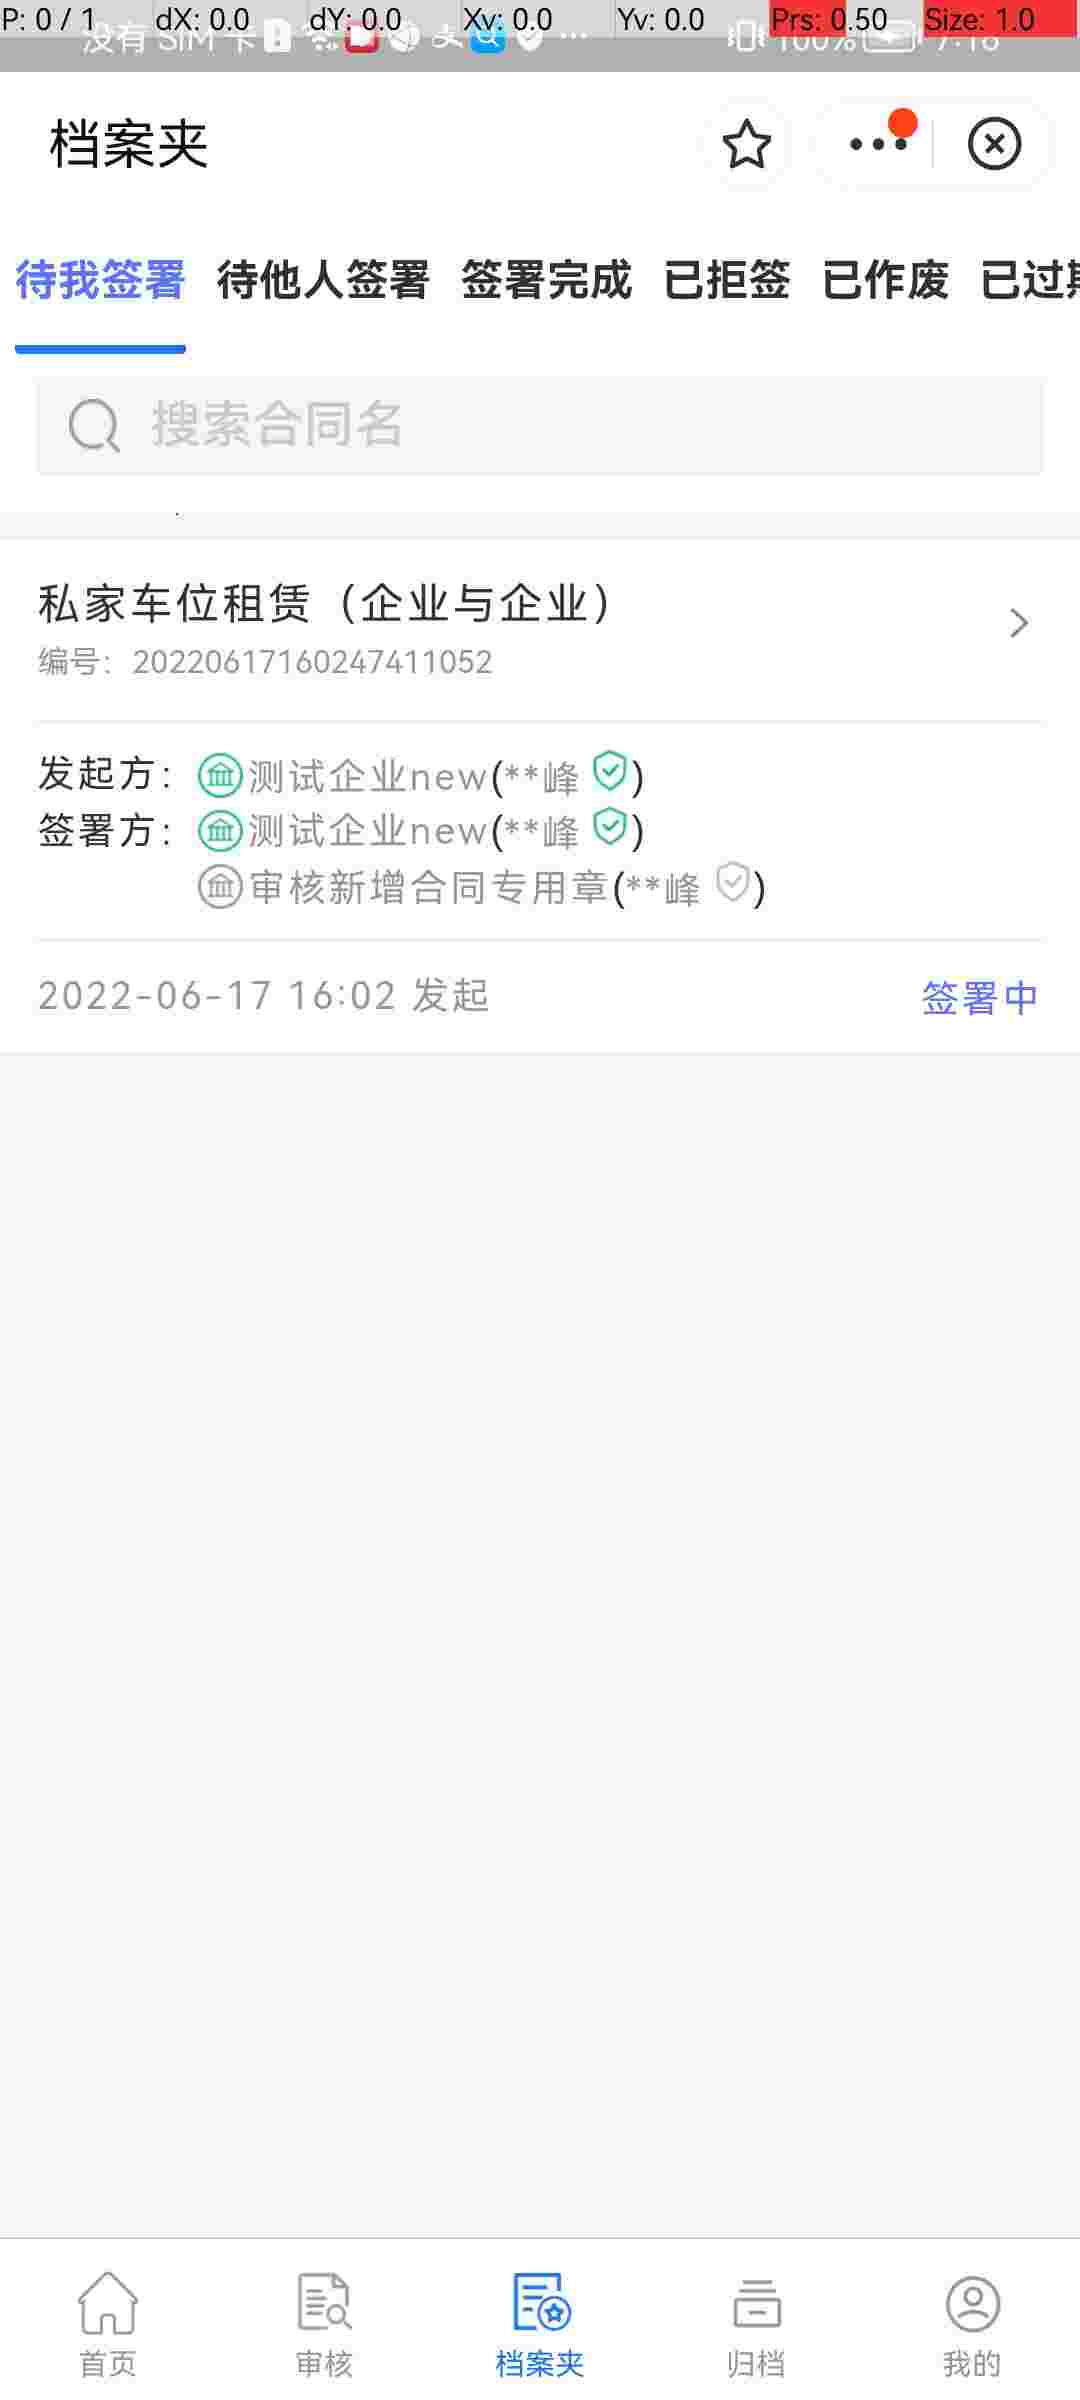 P: 0 / 1 dX: 0.0 dY: 0.0 Xv: 0.0 Yv: 0.0 Prs: 0.50 Size: 1.0
没有 SIM 卡 100% 7:16
档案夹
待我签署 待他人签署 签署完成 已拒签 已作废 已过期
搜索合同名
私家车位租赁（企业与企业）
编号：20220617160247411052
发起方：测试企业new(**峰)
签署方：测试企业new(**峰)
审核新增合同专用章(**峰)
2022-06-17 16:02 发起 签署中
首页 审核 档案夹 归档 我的